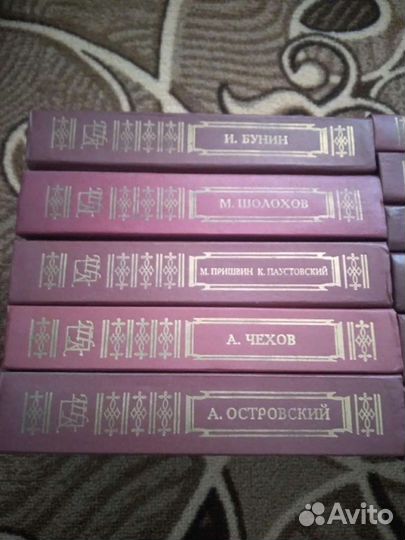 И. БУНИН
М. ШОЛОХОВ
М. ПРИШВИН К. ПАУСТОВСКИЙ
А. ЧЕХОВ
А. ОСТРОВСКИЙ
Avito